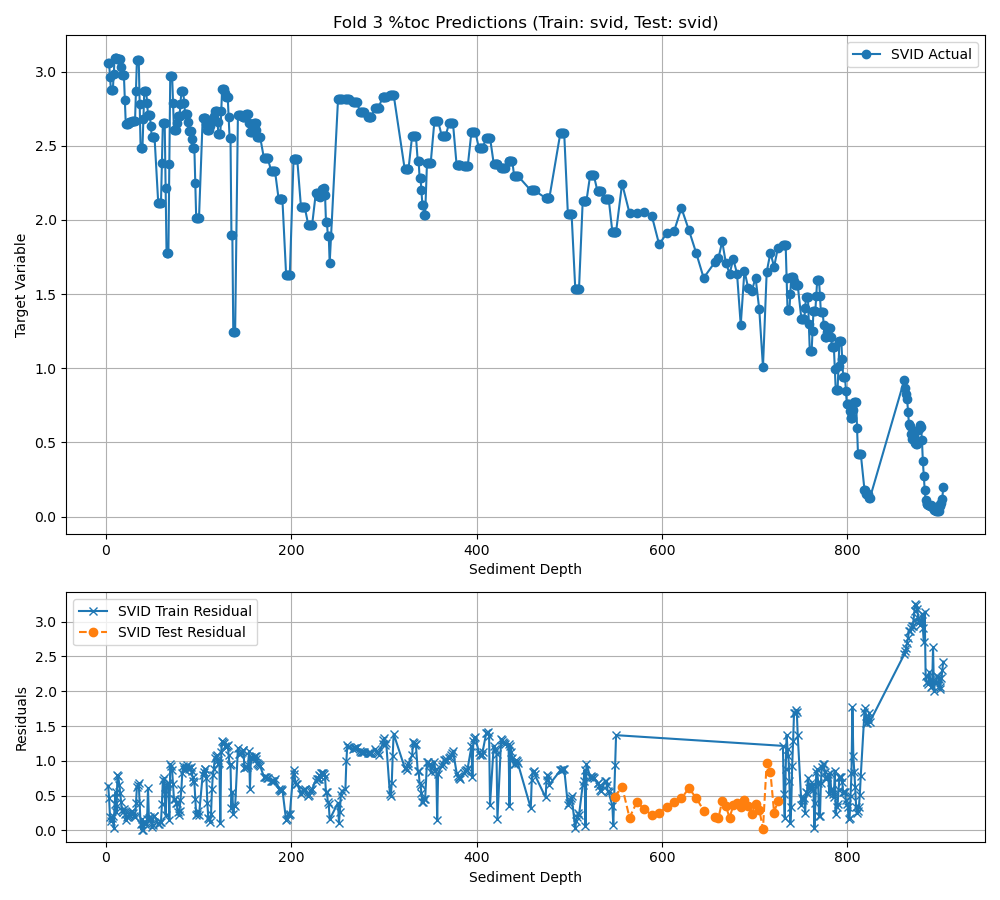 Fold 3 %toc Predictions (Train: svid, Test: svid)
SVID Actual
Target Variable
3.0
2.5
2.0
1.5
1.0
0.5
0.0
0 200 400 600 800
Sediment Depth
SVID Train Residual
SVID Test Residual
Residuals
3.0
2.5
2.0
1.5
1.0
0.5
0.0
0 200 400 600 800
Sediment Depth